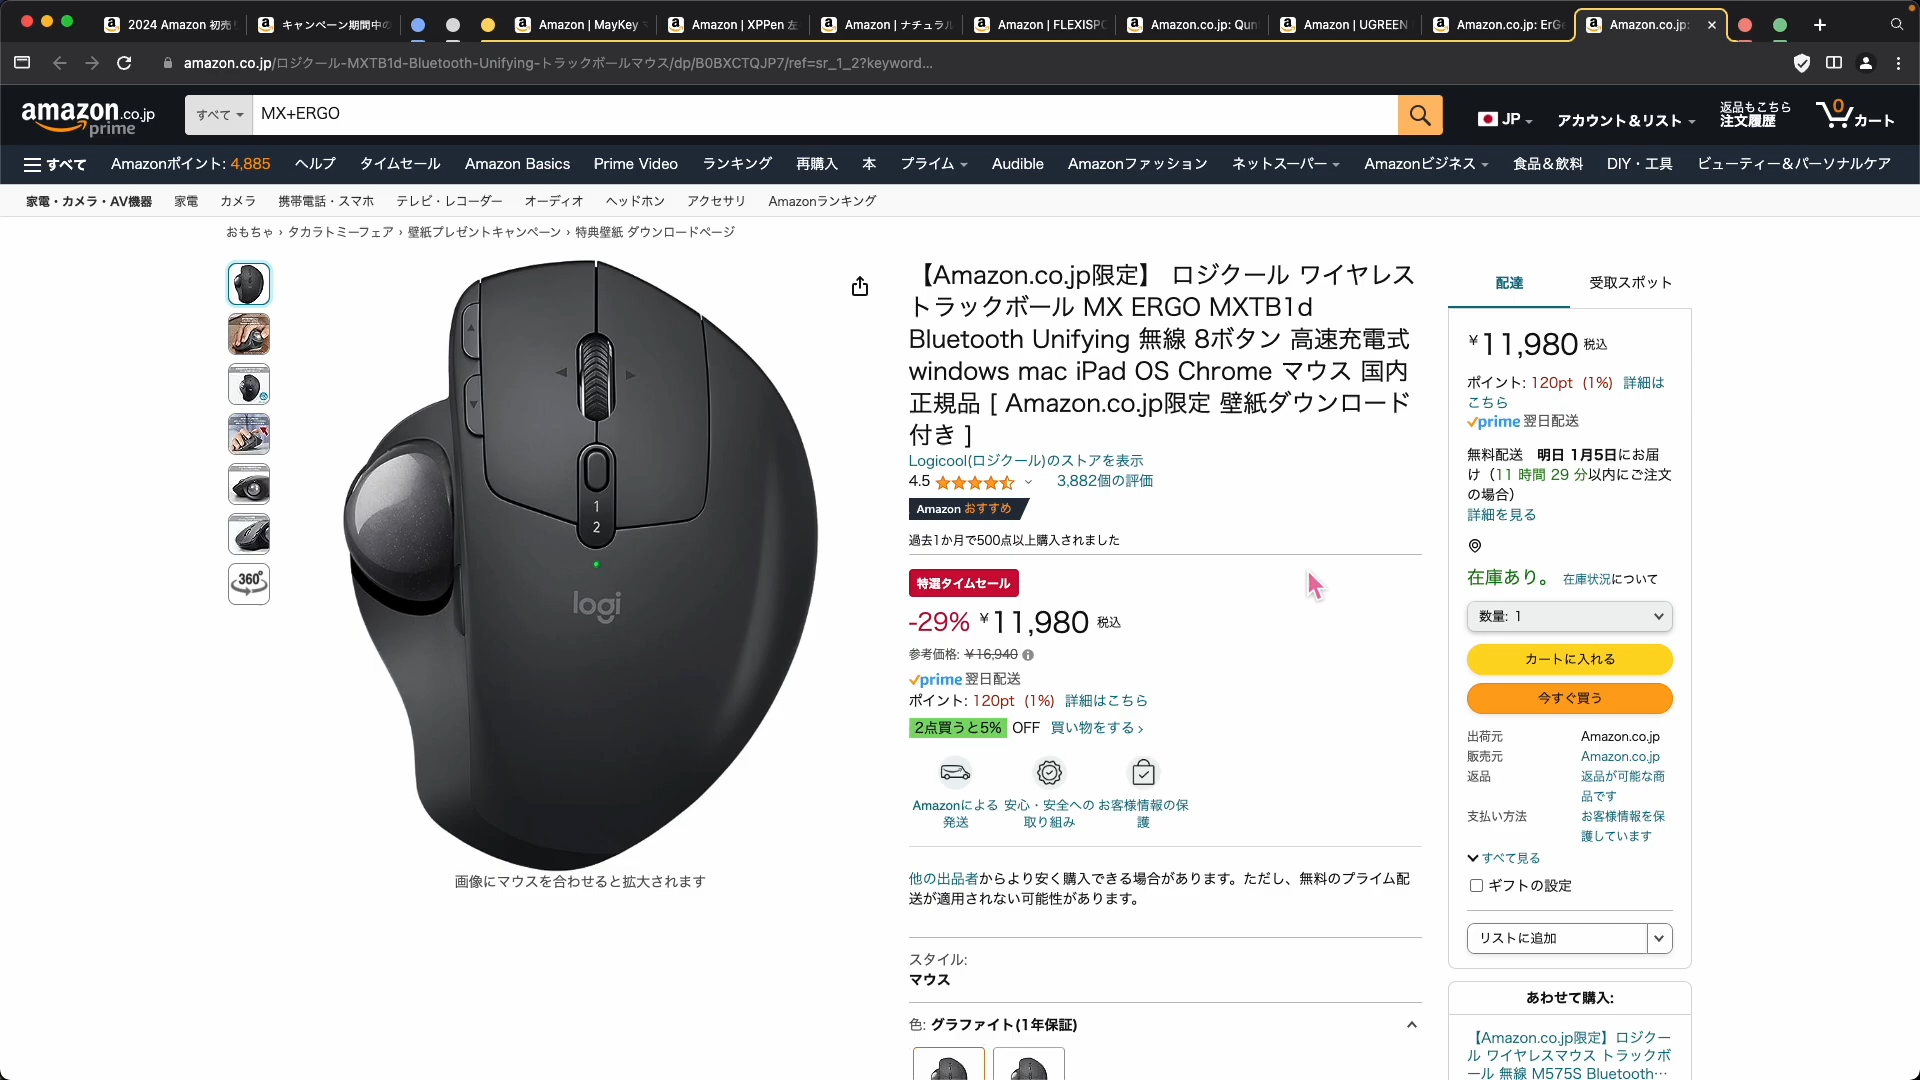 2024 Amazon 初売り
キャンペーン期間中の
Amazon | MayKey
Amazon | XPPen 左
Amazon | ナチュラル
Amazon | FLEXISPO
Amazon.co.jp: Qun
Amazon | UGREEN
Amazon.co.jp: ErGo
Amazon.co.jp:
amazon.co.jp/ロジクール-MXTB1d-Bluetooth-Unifying-トラックボールマウス/dp/B0BXCTQJP7/ref=sr_1_2?keyword...
amazon.co.jp
prime
すべて
MX+ERGO
JP
アカウント＆リスト
返品もこちら
注文履歴
0
カート
すべて
Amazonポイント: 4,885
ヘルプ
タイムセール
Amazon Basics
Prime Video
ランキング
再購入
本
プライム
Audible
Amazonファッション
ネットスーパー
Amazonビジネス
食品＆飲料
DIY・工具
ビューティー＆パーソナルケア
家電・カメラ・AV機器
家電
カメラ
携帯電話・スマホ
テレビ・レコーダー
オーディオ
ヘッドホン
アクセサリ
Amazonランキング
おもちゃ › タカラトミーフェア › 壁紙プレゼントキャンペーン › 特典壁紙 ダウンロードページ
360°
1
2
logi
画像にマウスを合わせると拡大されます
【Amazon.co.jp限定】 ロジクール ワイヤレス
トラックボール MX ERGO MXTB1d
Bluetooth Unifying 無線 8ボタン 高速充電式
windows mac iPad OS Chrome マウス 国内
正規品 [ Amazon.co.jp限定 壁紙ダウンロード
付き ]
Logicool(ロジクール)のストアを表示
4.5
3,882個の評価
Amazon おすすめ
過去1か月で500点以上購入されました
特選タイムセール
-29% ￥11,980 税込
参考価格: ￥16,940
prime 翌日配送
ポイント: 120pt (1%) 詳細はこちら
2点買うと5% OFF 買い物をする ›
Amazonによる
発送
安心・安全への
取り組み
お客様情報の保
護
他の出品者からより安く購入できる場合があります。ただし、無料のプライム配
送が適用されない可能性があります。
スタイル:
マウス
色: グラファイト(1年保証)
配達
受取スポット
￥11,980 税込
ポイント: 120pt (1%) 詳細は
こちら
prime 翌日配送
無料配送 明日 1月5日にお届
け（11 時間 29 分以内にご注文
の場合）
詳細を見る
在庫あり。 在庫状況について
数量: 1
カートに入れる
今すぐ買う
出荷元 Amazon.co.jp
販売元 Amazon.co.jp
返品 返品が可能な商
品です
支払い方法 お客様情報を保
護しています
すべて見る
ギフトの設定
リストに追加
あわせて購入:
【Amazon.co.jp限定】ロジクー
ル ワイヤレスマウス トラックボ
ール 無線 M575S Bluetooth…